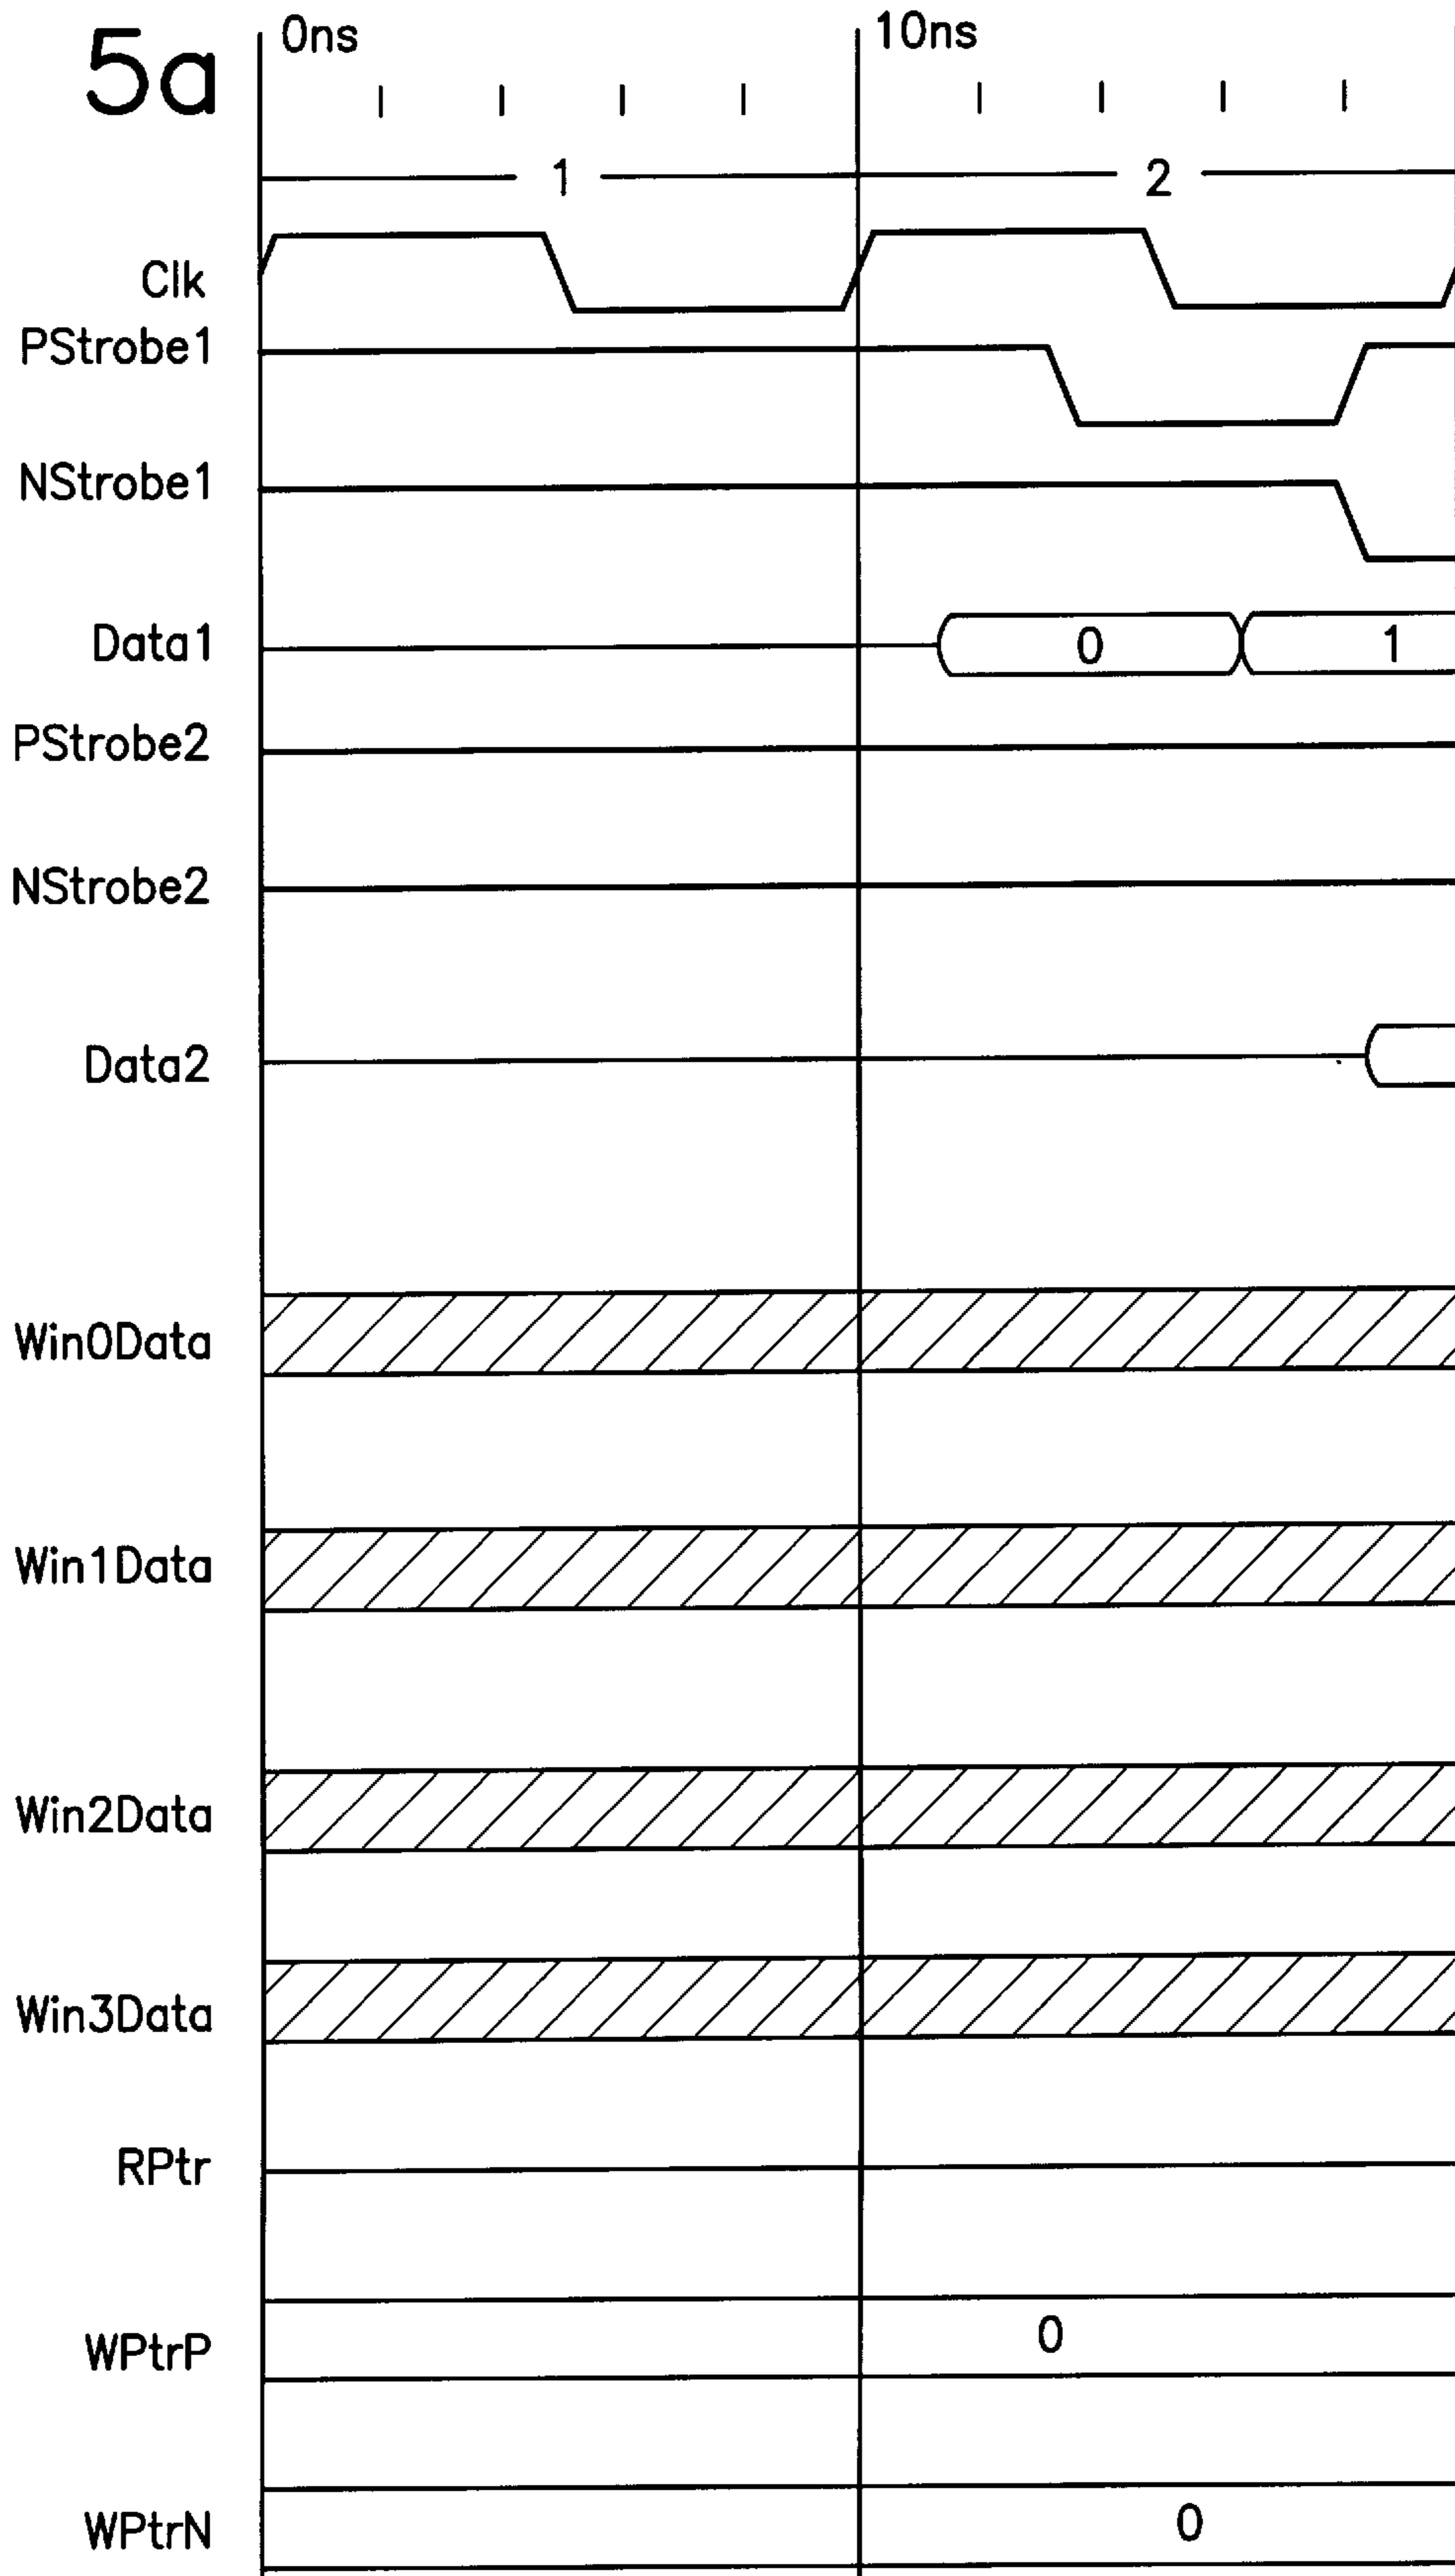 5a
0ns 10ns
1 2
Clk
PStrobe1
NStrobe1
Data1 0 1
PStrobe2
NStrobe2
Data2
Win0Data
Win1Data
Win2Data
Win3Data
RPtr
WPtrP 0
WPtrN 0